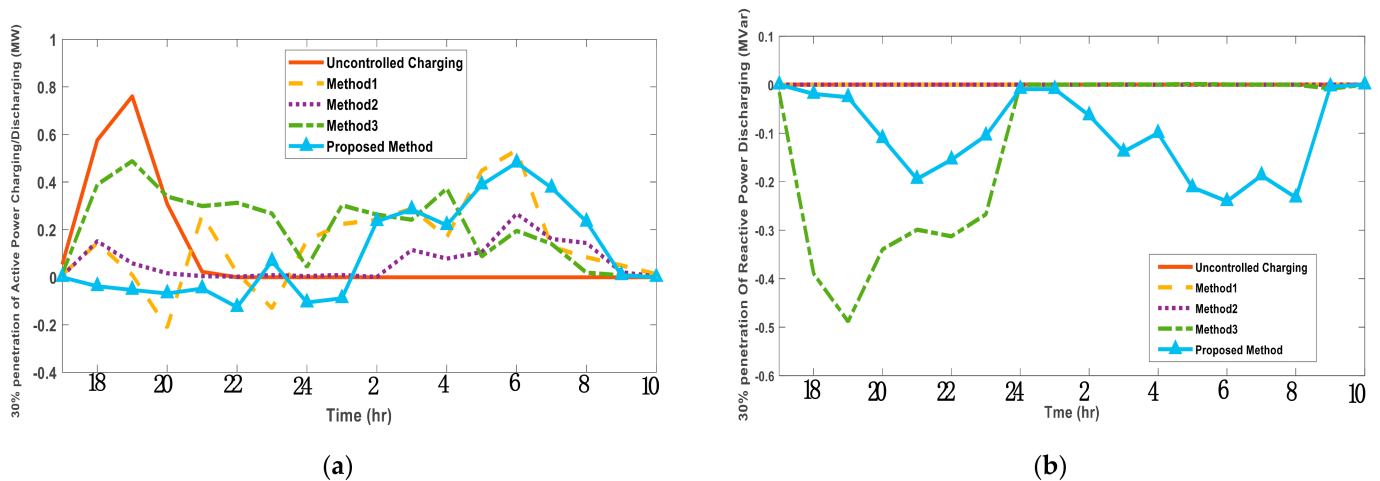 30% penetration of Active Power Charging/Discharging (MW)
1
0.8
0.6
0.4
0.2
0
-0.2
-0.4
Uncontrolled Charging
Method1
Method2
Method3
Proposed Method
18 20 22 24 2 4 6 8 10
Time (hr)
(a)
30% penetration Of Reactive Power Discharging (MVar)
0.1
0
-0.1
-0.2
-0.3
-0.4
-0.5
-0.6
Uncontrolled Charging
Method1
Method2
Method3
Proposed Method
18 20 22 24 2 4 6 8 10
Tme (hr)
(b)